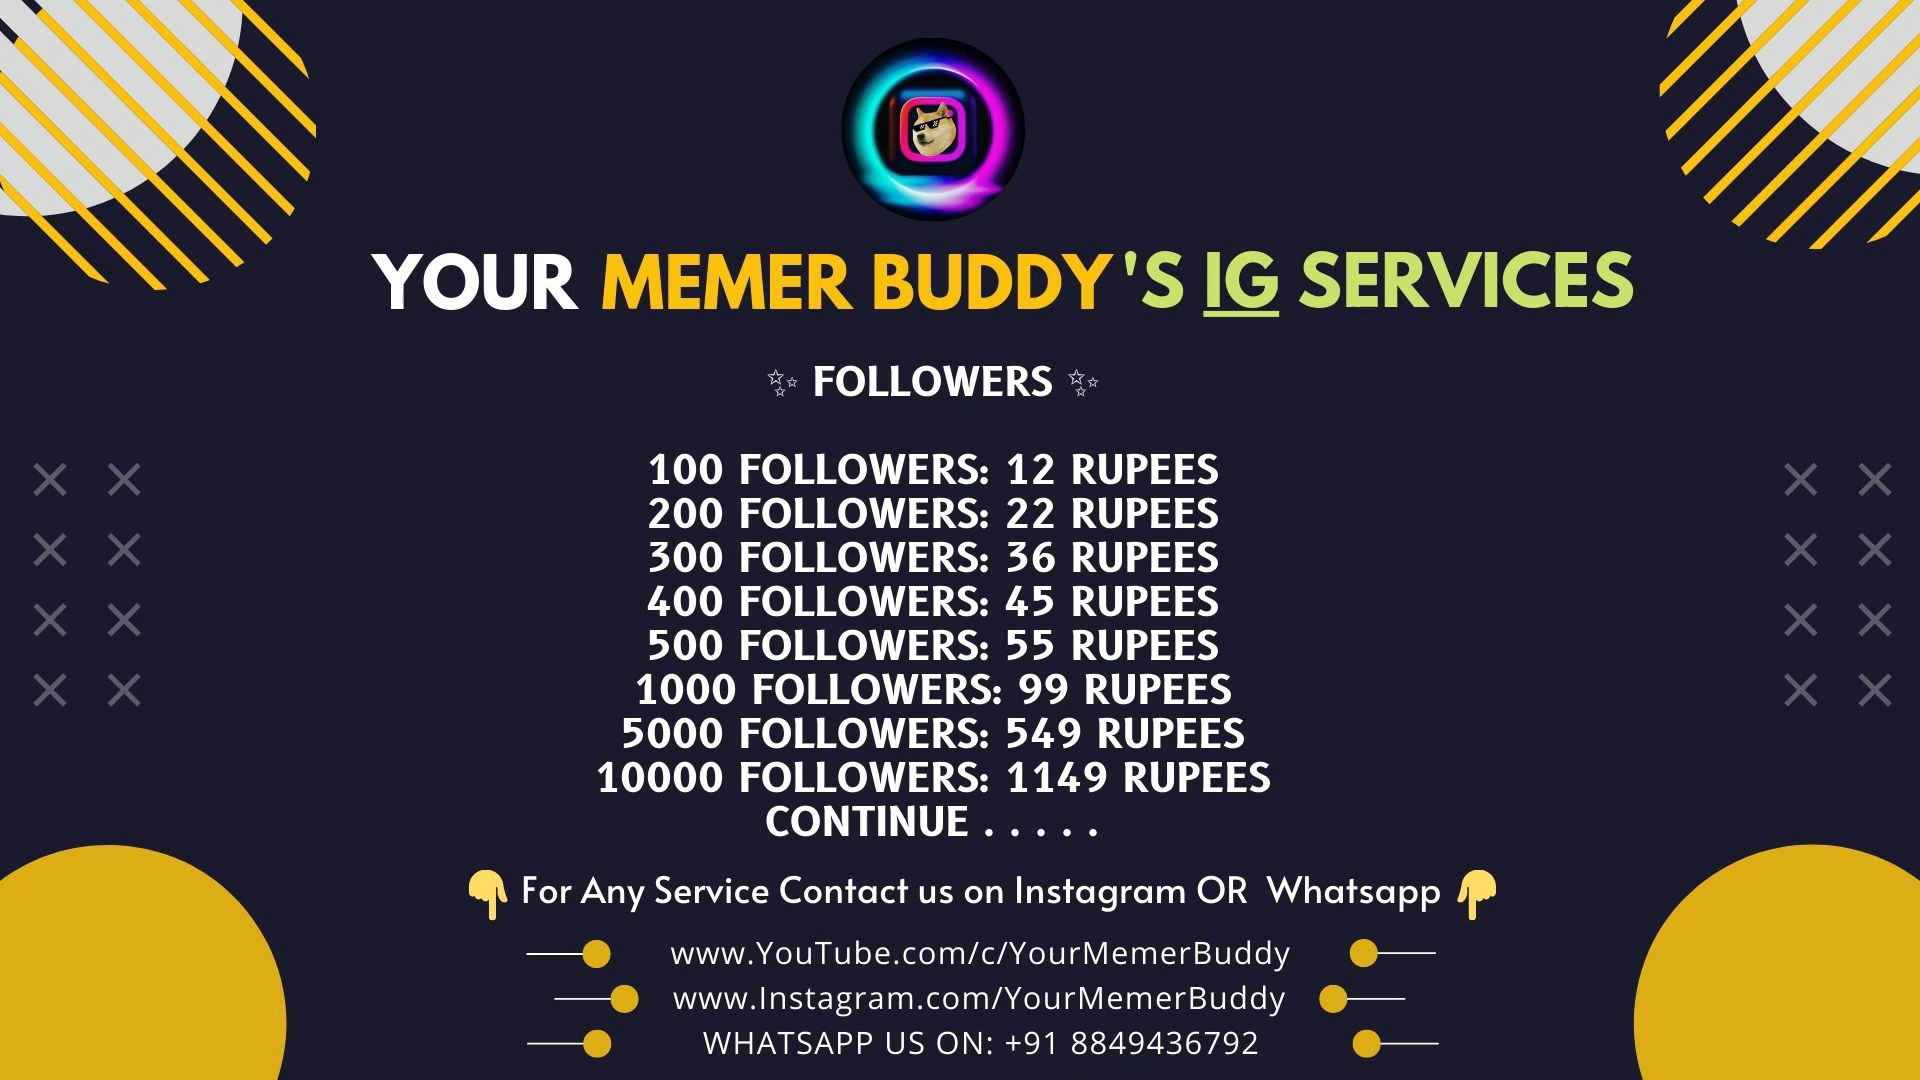 YOUR MEMER BUDDY'S IG SERVICES
✨ FOLLOWERS ✨
100 FOLLOWERS: 12 RUPEES
200 FOLLOWERS: 22 RUPEES
300 FOLLOWERS: 36 RUPEES
400 FOLLOWERS: 45 RUPEES
500 FOLLOWERS: 55 RUPEES
1000 FOLLOWERS: 99 RUPEES
5000 FOLLOWERS: 549 RUPEES
10000 FOLLOWERS: 1149 RUPEES
CONTINUE . . . . .
👇 For Any Service Contact us on Instagram OR Whatsapp 👇
www.YouTube.com/c/YourMemerBuddy
www.Instagram.com/YourMemerBuddy
WHATSAPP US ON: +91 8849436792